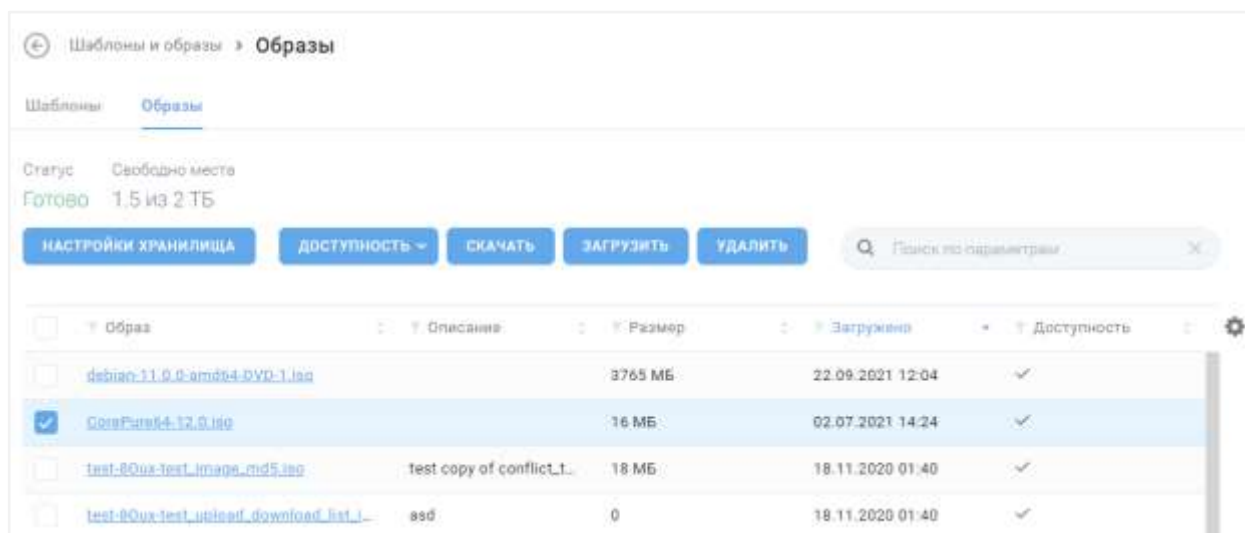 Шаблоны и образы › Образы
Шаблоны Образы
Статус Свободно места
Готово 1.5 из 2 ТБ
НАСТРОЙКИ ХРАНИЛИЩА ДОСТУПНОСТЬ СКАЧАТЬ ЗАГРУЗИТЬ УДАЛИТЬ Поиск по параметрам
Образ Описание Размер Загружено Доступность
debian-11.0.0-amd64-DVD-1.iso 3765 МБ 22.09.2021 12:04
CorePure64-12.0.iso 16 МБ 02.07.2021 14:24
test-80ux-test_image_md5.iso test copy of conflict_t... 18 МБ 18.11.2020 01:40
test-80ux-test_upload_download_list_i... asd 0 18.11.2020 01:40